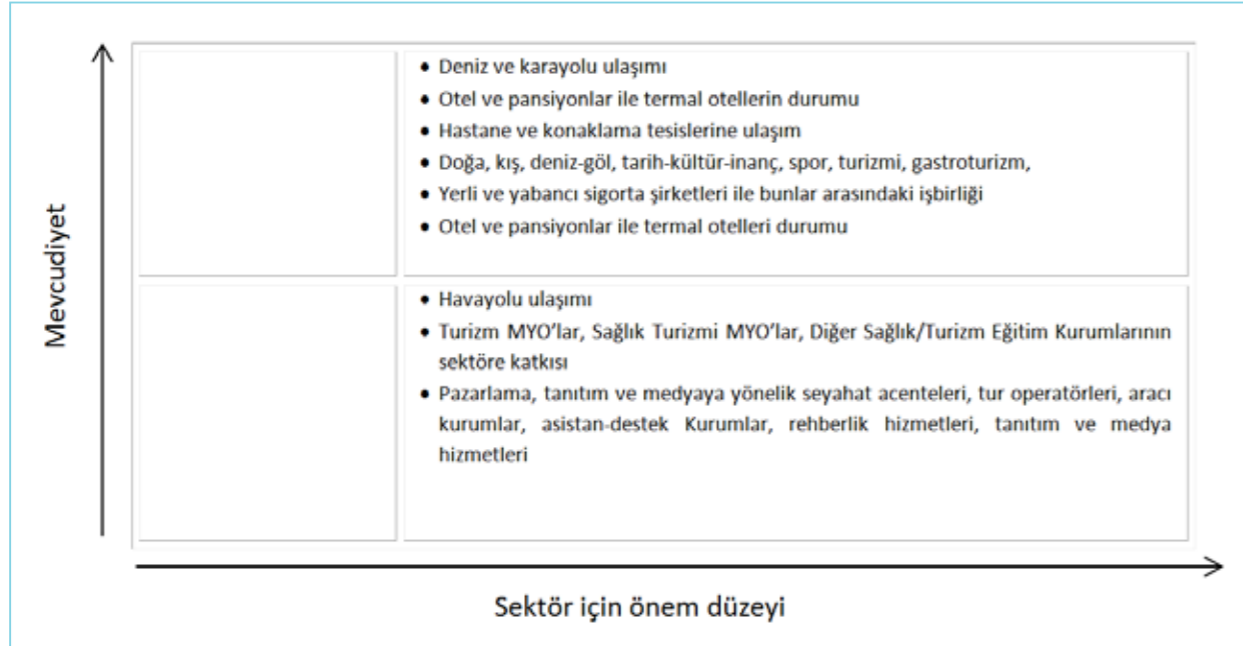 Mevcudiyet
• Deniz ve karayolu ulaşımı
• Otel ve pansiyonlar ile termal otellerin durumu
• Hastane ve konaklama tesislerine ulaşım
• Doğa, kış, deniz-göl, tarih-kültür-inanç, spor, turizmi, gastroturizm,
• Yerli ve yabancı sigorta şirketleri ile bunlar arasındaki işbirliği
• Otel ve pansiyonlar ile termal otelleri durumu
• Havayolu ulaşımı
• Turizm MYO’lar, Sağlık Turizmi MYO’lar, Diğer Sağlık/Turizm Eğitim Kurumlarının
sektöre katkısı
• Pazarlama, tanıtım ve medyaya yönelik seyahat acenteleri, tur operatörleri, aracı
kurumlar, asistan-destek Kurumlar, rehberlik hizmetleri, tanıtım ve medya
hizmetleri
Sektör için önem düzeyi